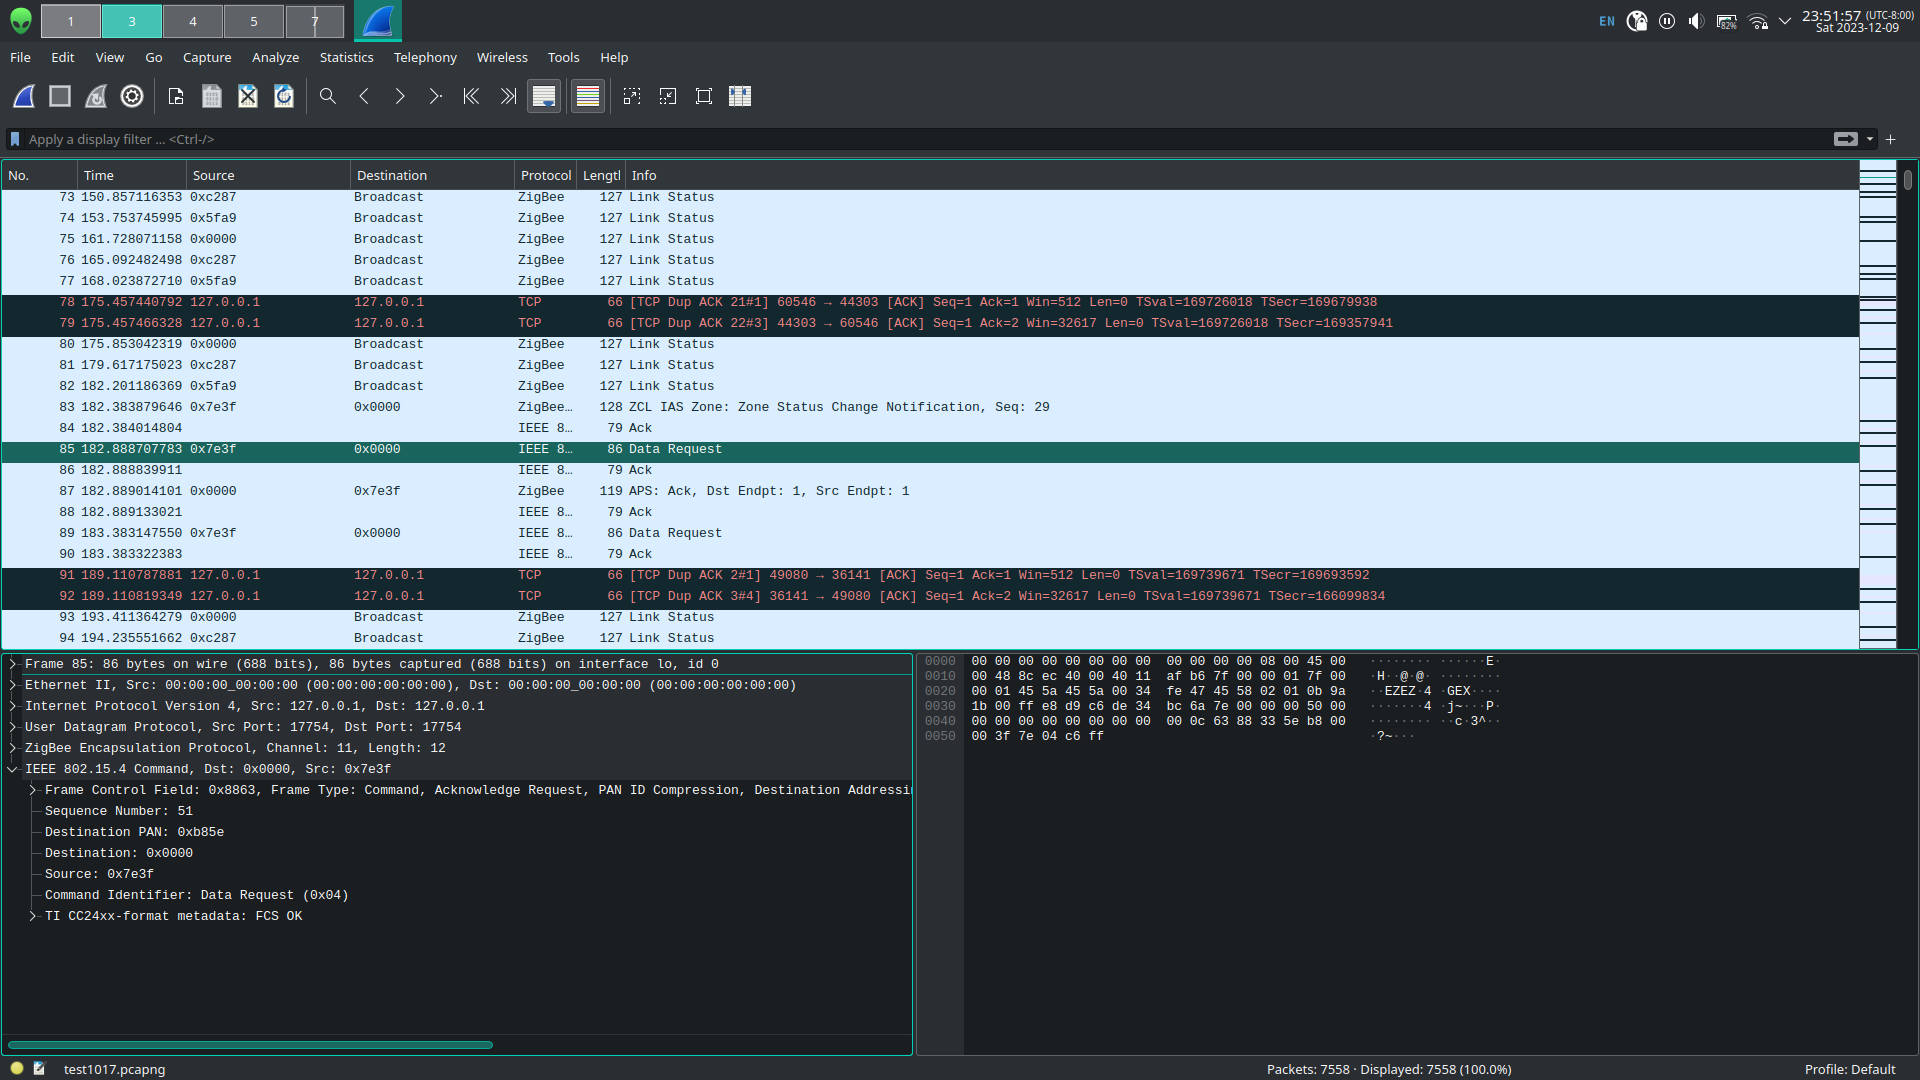 1 3 4 5 7
EN 82% 23:51:57 (UTC-8:00)
Sat 2023-12-09
File Edit View Go Capture Analyze Statistics Telephony Wireless Tools Help
Apply a display filter ... <Ctrl-/>
No. Time Source Destination Protocol Lengtl Info
73 150.857116353 0xc287 Broadcast ZigBee 127 Link Status
74 153.753745995 0x5fa9 Broadcast ZigBee 127 Link Status
75 161.728071158 0x0000 Broadcast ZigBee 127 Link Status
76 165.092482498 0xc287 Broadcast ZigBee 127 Link Status
77 168.023872710 0x5fa9 Broadcast ZigBee 127 Link Status
78 175.457440792 127.0.0.1 127.0.0.1 TCP 66 [TCP Dup ACK 21#1] 60546 → 44303 [ACK] Seq=1 Ack=1 Win=512 Len=0 TSval=169726018 TSecr=169679938
79 175.457466328 127.0.0.1 127.0.0.1 TCP 66 [TCP Dup ACK 22#3] 44303 → 60546 [ACK] Seq=1 Ack=2 Win=32617 Len=0 TSval=169726018 TSecr=169357941
80 175.853042319 0x0000 Broadcast ZigBee 127 Link Status
81 179.617175023 0xc287 Broadcast ZigBee 127 Link Status
82 182.201186369 0x5fa9 Broadcast ZigBee 127 Link Status
83 182.383879646 0x7e3f 0x0000 ZigBee… 128 ZCL IAS Zone: Zone Status Change Notification, Seq: 29
84 182.384014804 IEEE 8… 79 Ack
85 182.888707783 0x7e3f 0x0000 IEEE 8… 86 Data Request
86 182.888839911 IEEE 8… 79 Ack
87 182.889014101 0x0000 0x7e3f ZigBee 119 APS: Ack, Dst Endpt: 1, Src Endpt: 1
88 182.889133021 IEEE 8… 79 Ack
89 183.383147550 0x7e3f 0x0000 IEEE 8… 86 Data Request
90 183.383322383 IEEE 8… 79 Ack
91 189.110787881 127.0.0.1 127.0.0.1 TCP 66 [TCP Dup ACK 2#1] 49080 → 36141 [ACK] Seq=1 Ack=1 Win=512 Len=0 TSval=169739671 TSecr=169693592
92 189.110819349 127.0.0.1 127.0.0.1 TCP 66 [TCP Dup ACK 3#4] 36141 → 49080 [ACK] Seq=1 Ack=2 Win=32617 Len=0 TSval=169739671 TSecr=166099834
93 193.411364279 0x0000 Broadcast ZigBee 127 Link Status
94 194.235551662 0xc287 Broadcast ZigBee 127 Link Status
Frame 85: 86 bytes on wire (688 bits), 86 bytes captured (688 bits) on interface lo, id 0
Ethernet II, Src: 00:00:00_00:00:00 (00:00:00:00:00:00), Dst: 00:00:00_00:00:00 (00:00:00:00:00:00)
Internet Protocol Version 4, Src: 127.0.0.1, Dst: 127.0.0.1
User Datagram Protocol, Src Port: 17754, Dst Port: 17754
ZigBee Encapsulation Protocol, Channel: 11, Length: 12
IEEE 802.15.4 Command, Dst: 0x0000, Src: 0x7e3f
Frame Control Field: 0x8863, Frame Type: Command, Acknowledge Request, PAN ID Compression, Destination Addressi
Sequence Number: 51
Destination PAN: 0xb85e
Destination: 0x0000
Source: 0x7e3f
Command Identifier: Data Request (0x04)
TI CC24xx-format metadata: FCS OK
0000 00 00 00 00 00 00 00 00 00 00 00 00 08 00 45 00 ········ ······E·
0010 00 48 8c ec 40 00 40 11 af b6 7f 00 00 01 7f 00 ·H··@·@· ········
0020 00 01 45 5a 45 5a 00 34 fe 47 45 58 02 01 0b 9a ··EZEZ·4 ·GEX····
0030 1b 00 ff e8 d9 c6 de 34 bc 6a 7e 00 00 00 50 00 ·······4 ·j~···P·
0040 00 00 00 00 00 00 00 00 00 0c 63 88 33 5e b8 00 ········ ··c·3^··
0050 00 3f 7e 04 c6 ff ·?~···
test1017.pcapng
Packets: 7558 · Displayed: 7558 (100.0%)
Profile: Default